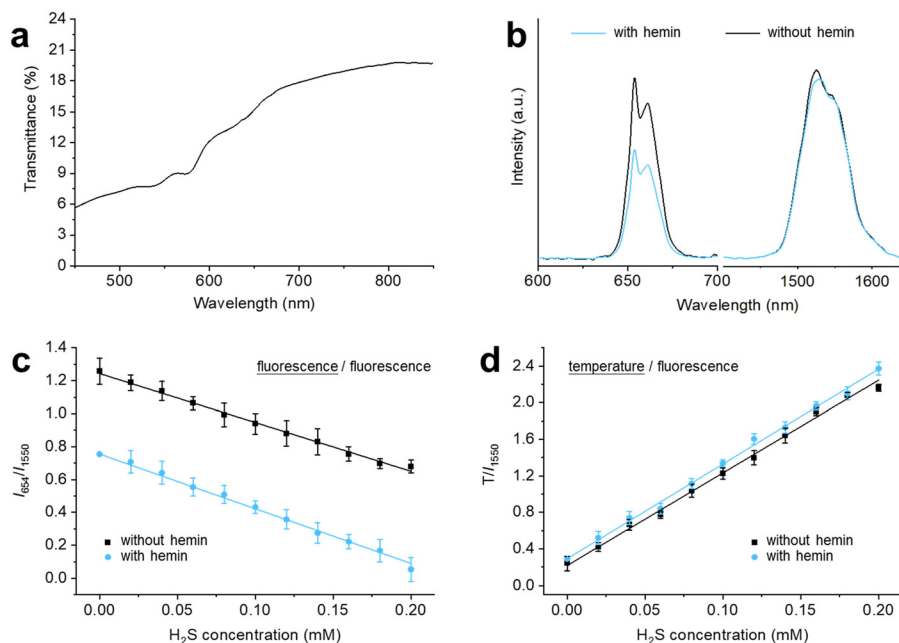 a
24
21
18
15
12
9
6
3
0
Transmittance (%)
500 600 700 800
Wavelength (nm)
b
with hemin without hemin
Intensity (a.u.)
600 650 700 1500 1600
Wavelength (nm)
c
fluorescence / fluorescence
1.4
1.2
1.0
0.8
0.6
0.4
0.2
0.0
I654/I1550
without hemin
with hemin
0.00 0.05 0.10 0.15 0.20
H2S concentration (mM)
d
temperature / fluorescence
2.4
2.0
1.6
1.2
0.8
0.4
0.0
T/I1550
without hemin
with hemin
0.00 0.05 0.10 0.15 0.20
H2S concentration (mM)